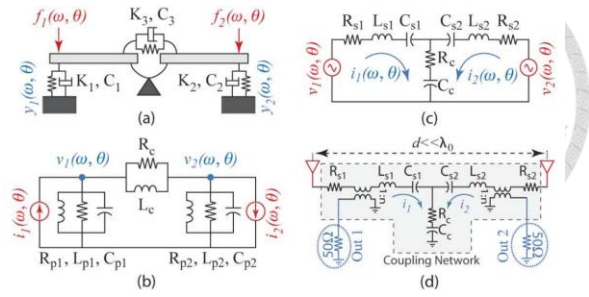 f₁(ω, θ)
K₃, C₃
f₂(ω, θ)
K₁, C₁
K₂, C₂
y₁(ω, θ)
y₂(ω, θ)
(a)
v₁(ω, θ)
R꜀
v₂(ω, θ)
i₁(ω, θ)
L꜀
i₂(ω, θ)
Rp1, Lp1, Cp1
Rp2, Lp2, Cp2
(b)
Rs1 Ls1 Cs1 Cs2 Ls2 Rs2
v₁(ω, θ)
i₁(ω, θ)
Rc
i₂(ω, θ)
v₂(ω, θ)
Cc
(c)
d<<λ₀
Rs1 Ls1 Cs1 Cs2 Ls2 Rs2
n:1
i₁
i₂
Rc
Cc
50Ω
Out 1
Out 2
50Ω
Coupling Network
(d)